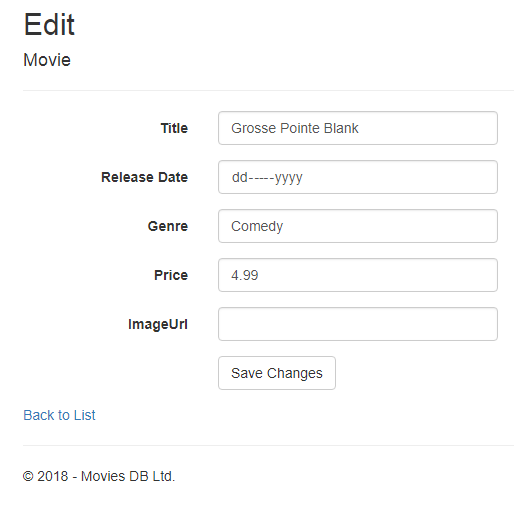 Edit
Movie
Title Grosse Pointe Blank
Release Date dd-----yyyy
Genre Comedy
Price 4.99
ImageUrl
Save Changes
Back to List
© 2018 - Movies DB Ltd.